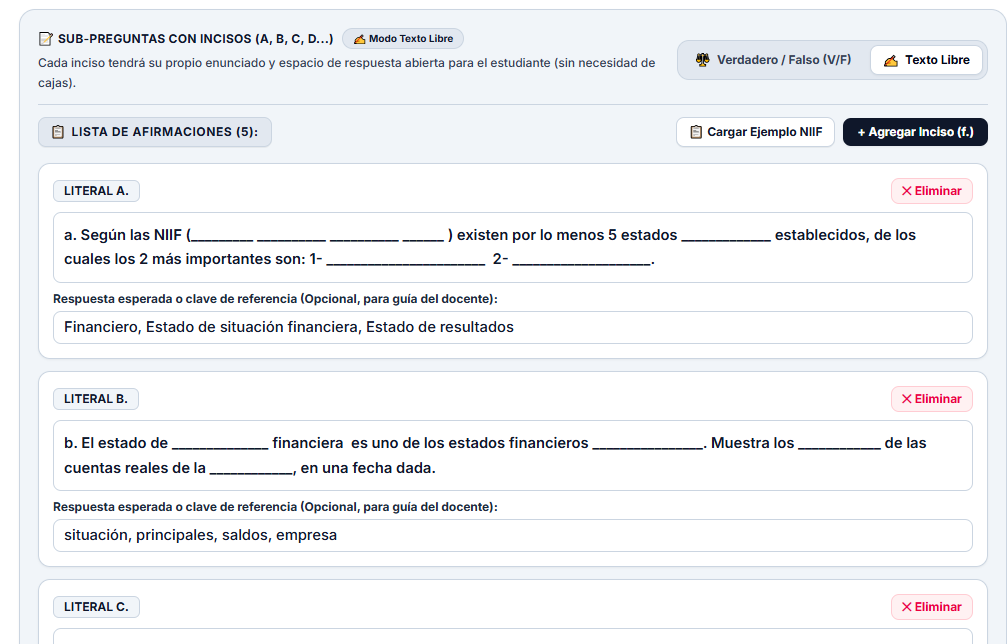 SUB-PREGUNTAS CON INCISOS (A, B, C, D...)
Modo Texto Libre
Cada inciso tendrá su propio enunciado y espacio de respuesta abierta para el estudiante (sin necesidad de
cajas).
Verdadero / Falso (V/F)
Texto Libre
LISTA DE AFIRMACIONES (5):
Cargar Ejemplo NIIF
+ Agregar Inciso (f.)
LITERAL A.
Eliminar
a. Según las NIIF (_________ __________ __________ ______ ) existen por lo menos 5 estados _____________ establecidos, de los
cuales los 2 más importantes son: 1- _______________________ 2- ____________________.
Respuesta esperada o clave de referencia (Opcional, para guía del docente):
Financiero, Estado de situación financiera, Estado de resultados
LITERAL B.
Eliminar
b. El estado de ______________ financiera es uno de los estados financieros ________________. Muestra los ____________ de las
cuentas reales de la ____________, en una fecha dada.
Respuesta esperada o clave de referencia (Opcional, para guía del docente):
situación, principales, saldos, empresa
LITERAL C.
Eliminar